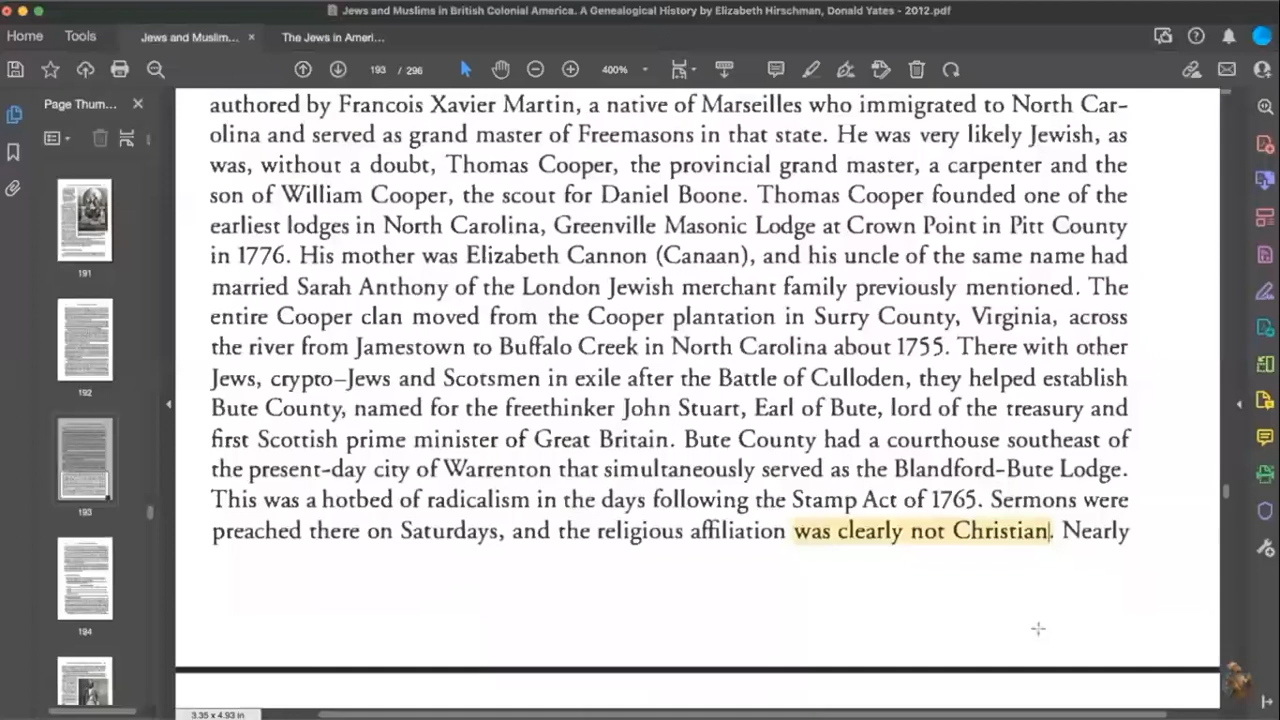 Jews and Muslims in British Colonial America. A Genealogical History by Elizabeth Hirschman, Donald Yates - 2012.pdf
Home Tools Jews and Muslim... × The Jews in Ameri...
193 / 296 400%
Page Thum... ×
191
192
193
194
authored by Francois Xavier Martin, a native of Marseilles who immigrated to North Car–
olina and served as grand master of Freemasons in that state. He was very likely Jewish, as
was, without a doubt, Thomas Cooper, the provincial grand master, a carpenter and the
son of William Cooper, the scout for Daniel Boone. Thomas Cooper founded one of the
earliest lodges in North Carolina, Greenville Masonic Lodge at Crown Point in Pitt County
in 1776. His mother was Elizabeth Cannon (Canaan), and his uncle of the same name had
married Sarah Anthony of the London Jewish merchant family previously mentioned. The
entire Cooper clan moved from the Cooper plantation in Surry County, Virginia, across
the river from Jamestown to Buffalo Creek in North Carolina about 1755. There with other
Jews, crypto–Jews and Scotsmen in exile after the Battle of Culloden, they helped establish
Bute County, named for the freethinker John Stuart, Earl of Bute, lord of the treasury and
first Scottish prime minister of Great Britain. Bute County had a courthouse southeast of
the present-day city of Warrenton that simultaneously served as the Blandford–Bute Lodge.
This was a hotbed of radicalism in the days following the Stamp Act of 1765. Sermons were
preached there on Saturdays, and the religious affiliation was clearly not Christian. Nearly
3.35 x 4.93 in